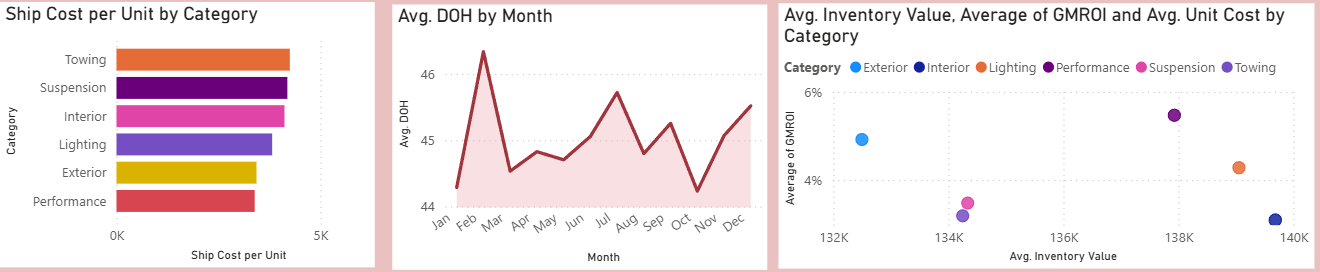 Ship Cost per Unit by Category
Category
Towing
Suspension
Interior
Lighting
Exterior
Performance
0K 5K
Ship Cost per Unit
Avg. DOH by Month
Avg. DOH
46
45
44
Jan Feb Mar Apr May Jun Jul Aug Sep Oct Nov Dec
Month
Avg. Inventory Value, Average of GMROI and Avg. Unit Cost by
Category
Category Exterior Interior Lighting Performance Suspension Towing
Average of GMROI
6%
4%
132K 134K 136K 138K 140K
Avg. Inventory Value